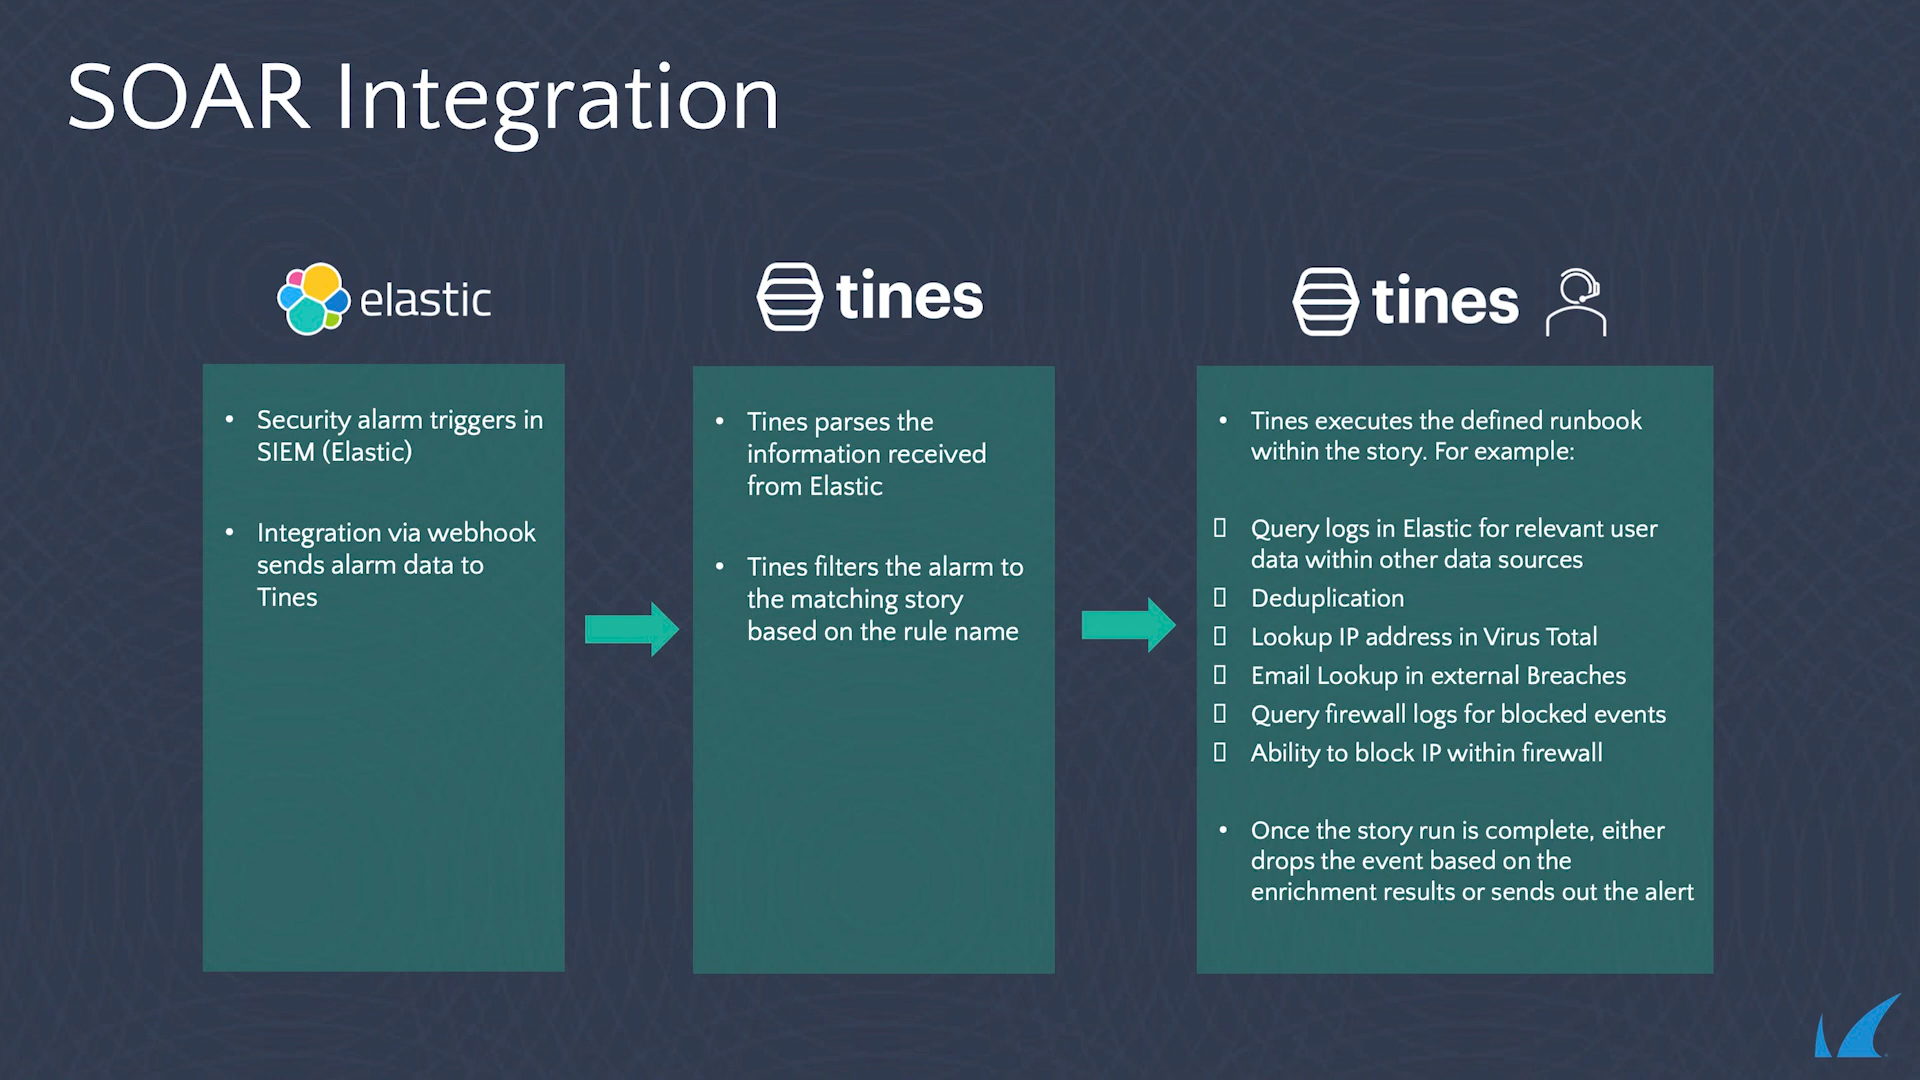 SOAR Integration
elastic
• Security alarm triggers in
SIEM (Elastic)
• Integration via webhook
sends alarm data to
Tines
tines
• Tines parses the
information received
from Elastic
• Tines filters the alarm to
the matching story
based on the rule name
tines
• Tines executes the defined runbook
within the story. For example:
▯ Query logs in Elastic for relevant user
data within other data sources
▯ Deduplication
▯ Lookup IP address in Virus Total
▯ Email Lookup in external Breaches
▯ Query firewall logs for blocked events
▯ Ability to block IP within firewall
• Once the story run is complete, either
drops the event based on the
enrichment results or sends out the alert